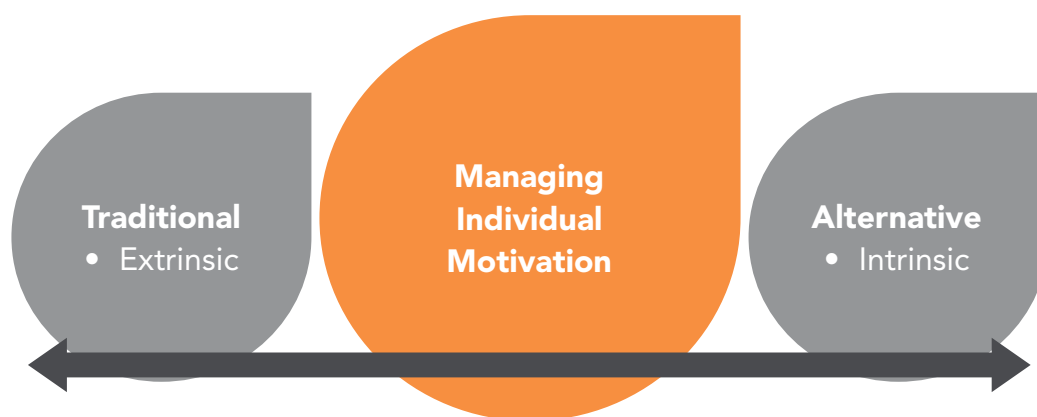 Traditional
• Extrinsic
Managing
Individual
Motivation
Alternative
• Intrinsic